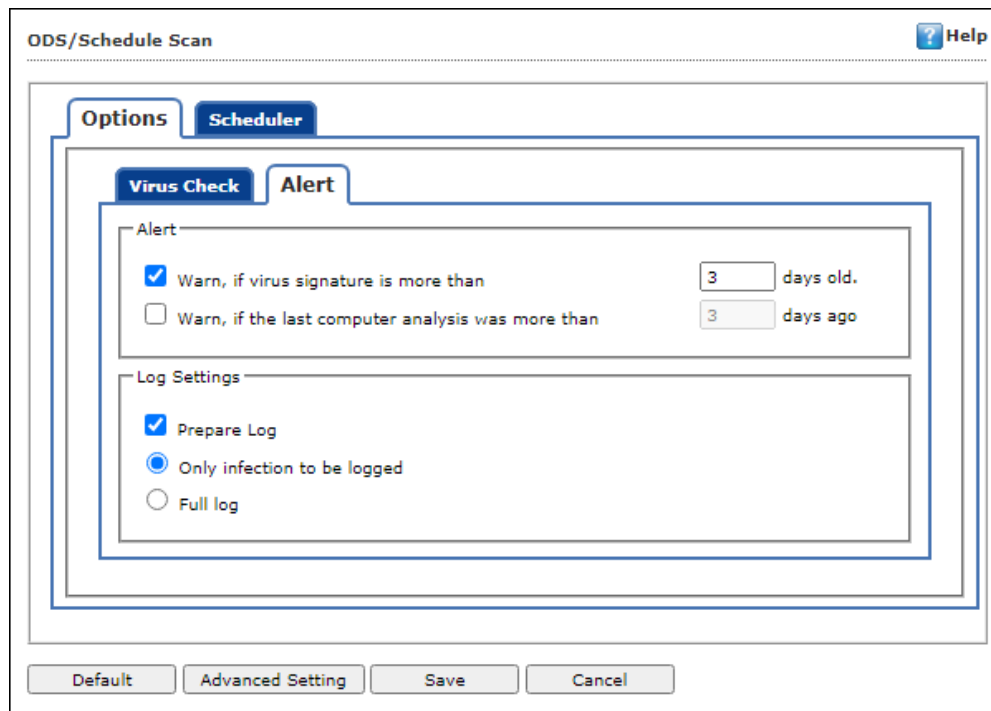 ODS/Schedule Scan
Help
Options Scheduler
Virus Check Alert
Alert
Warn, if virus signature is more than 3 days old.
Warn, if the last computer analysis was more than 3 days ago
Log Settings
Prepare Log
Only infection to be logged
Full log
Default Advanced Setting Save Cancel